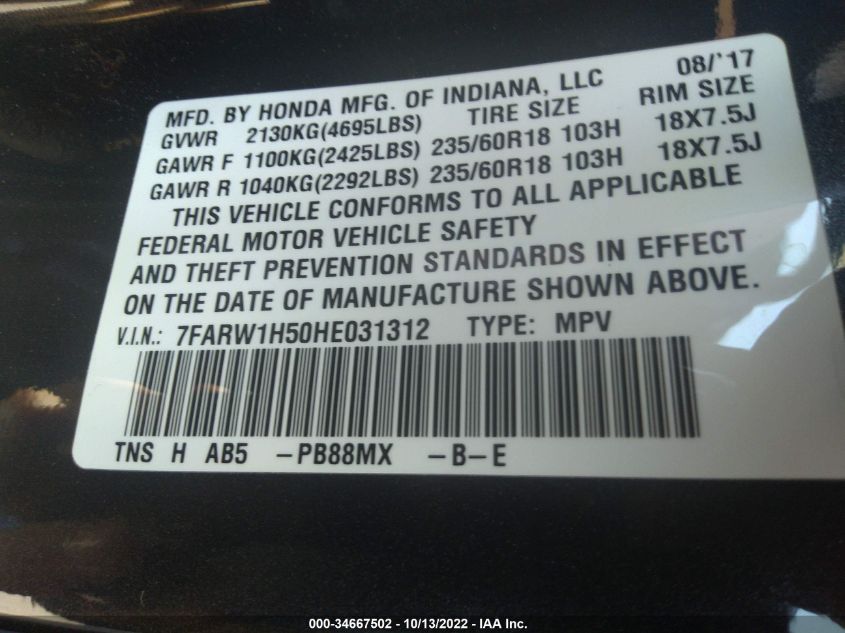 MFD. BY HONDA MFG. OF INDIANA, LLC 08/'17
GVWR 2130KG(4695LBS) TIRE SIZE RIM SIZE
GAWR F 1100KG(2425LBS) 235/60R18 103H 18X7.5J
GAWR R 1040KG(2292LBS) 235/60R18 103H 18X7.5J
THIS VEHICLE CONFORMS TO ALL APPLICABLE
FEDERAL MOTOR VEHICLE SAFETY
AND THEFT PREVENTION STANDARDS IN EFFECT
ON THE DATE OF MANUFACTURE SHOWN ABOVE.
V.I.N.: 7FARW1H50HE031312 TYPE: MPV
TNS H AB5 -PB88MX -B-E
000-34667502 - 10/13/2022 - IAA Inc.